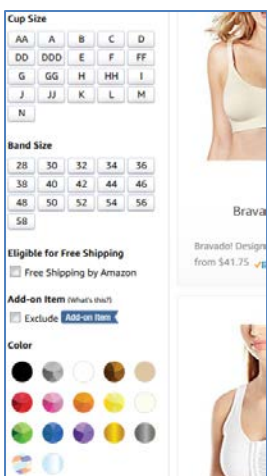 Cup Size
AA A B C D
DD DDD E F FF
G GG H HH I
J JJ K L M
N
Band Size
28 30 32 34 36
38 40 42 44 46
48 50 52 54 56
58
Eligible for Free Shipping
Free Shipping by Amazon
Add-on Item (What's this?)
Exclude Add-on Item
Color
Brava
Bravado! Design
from $41.75